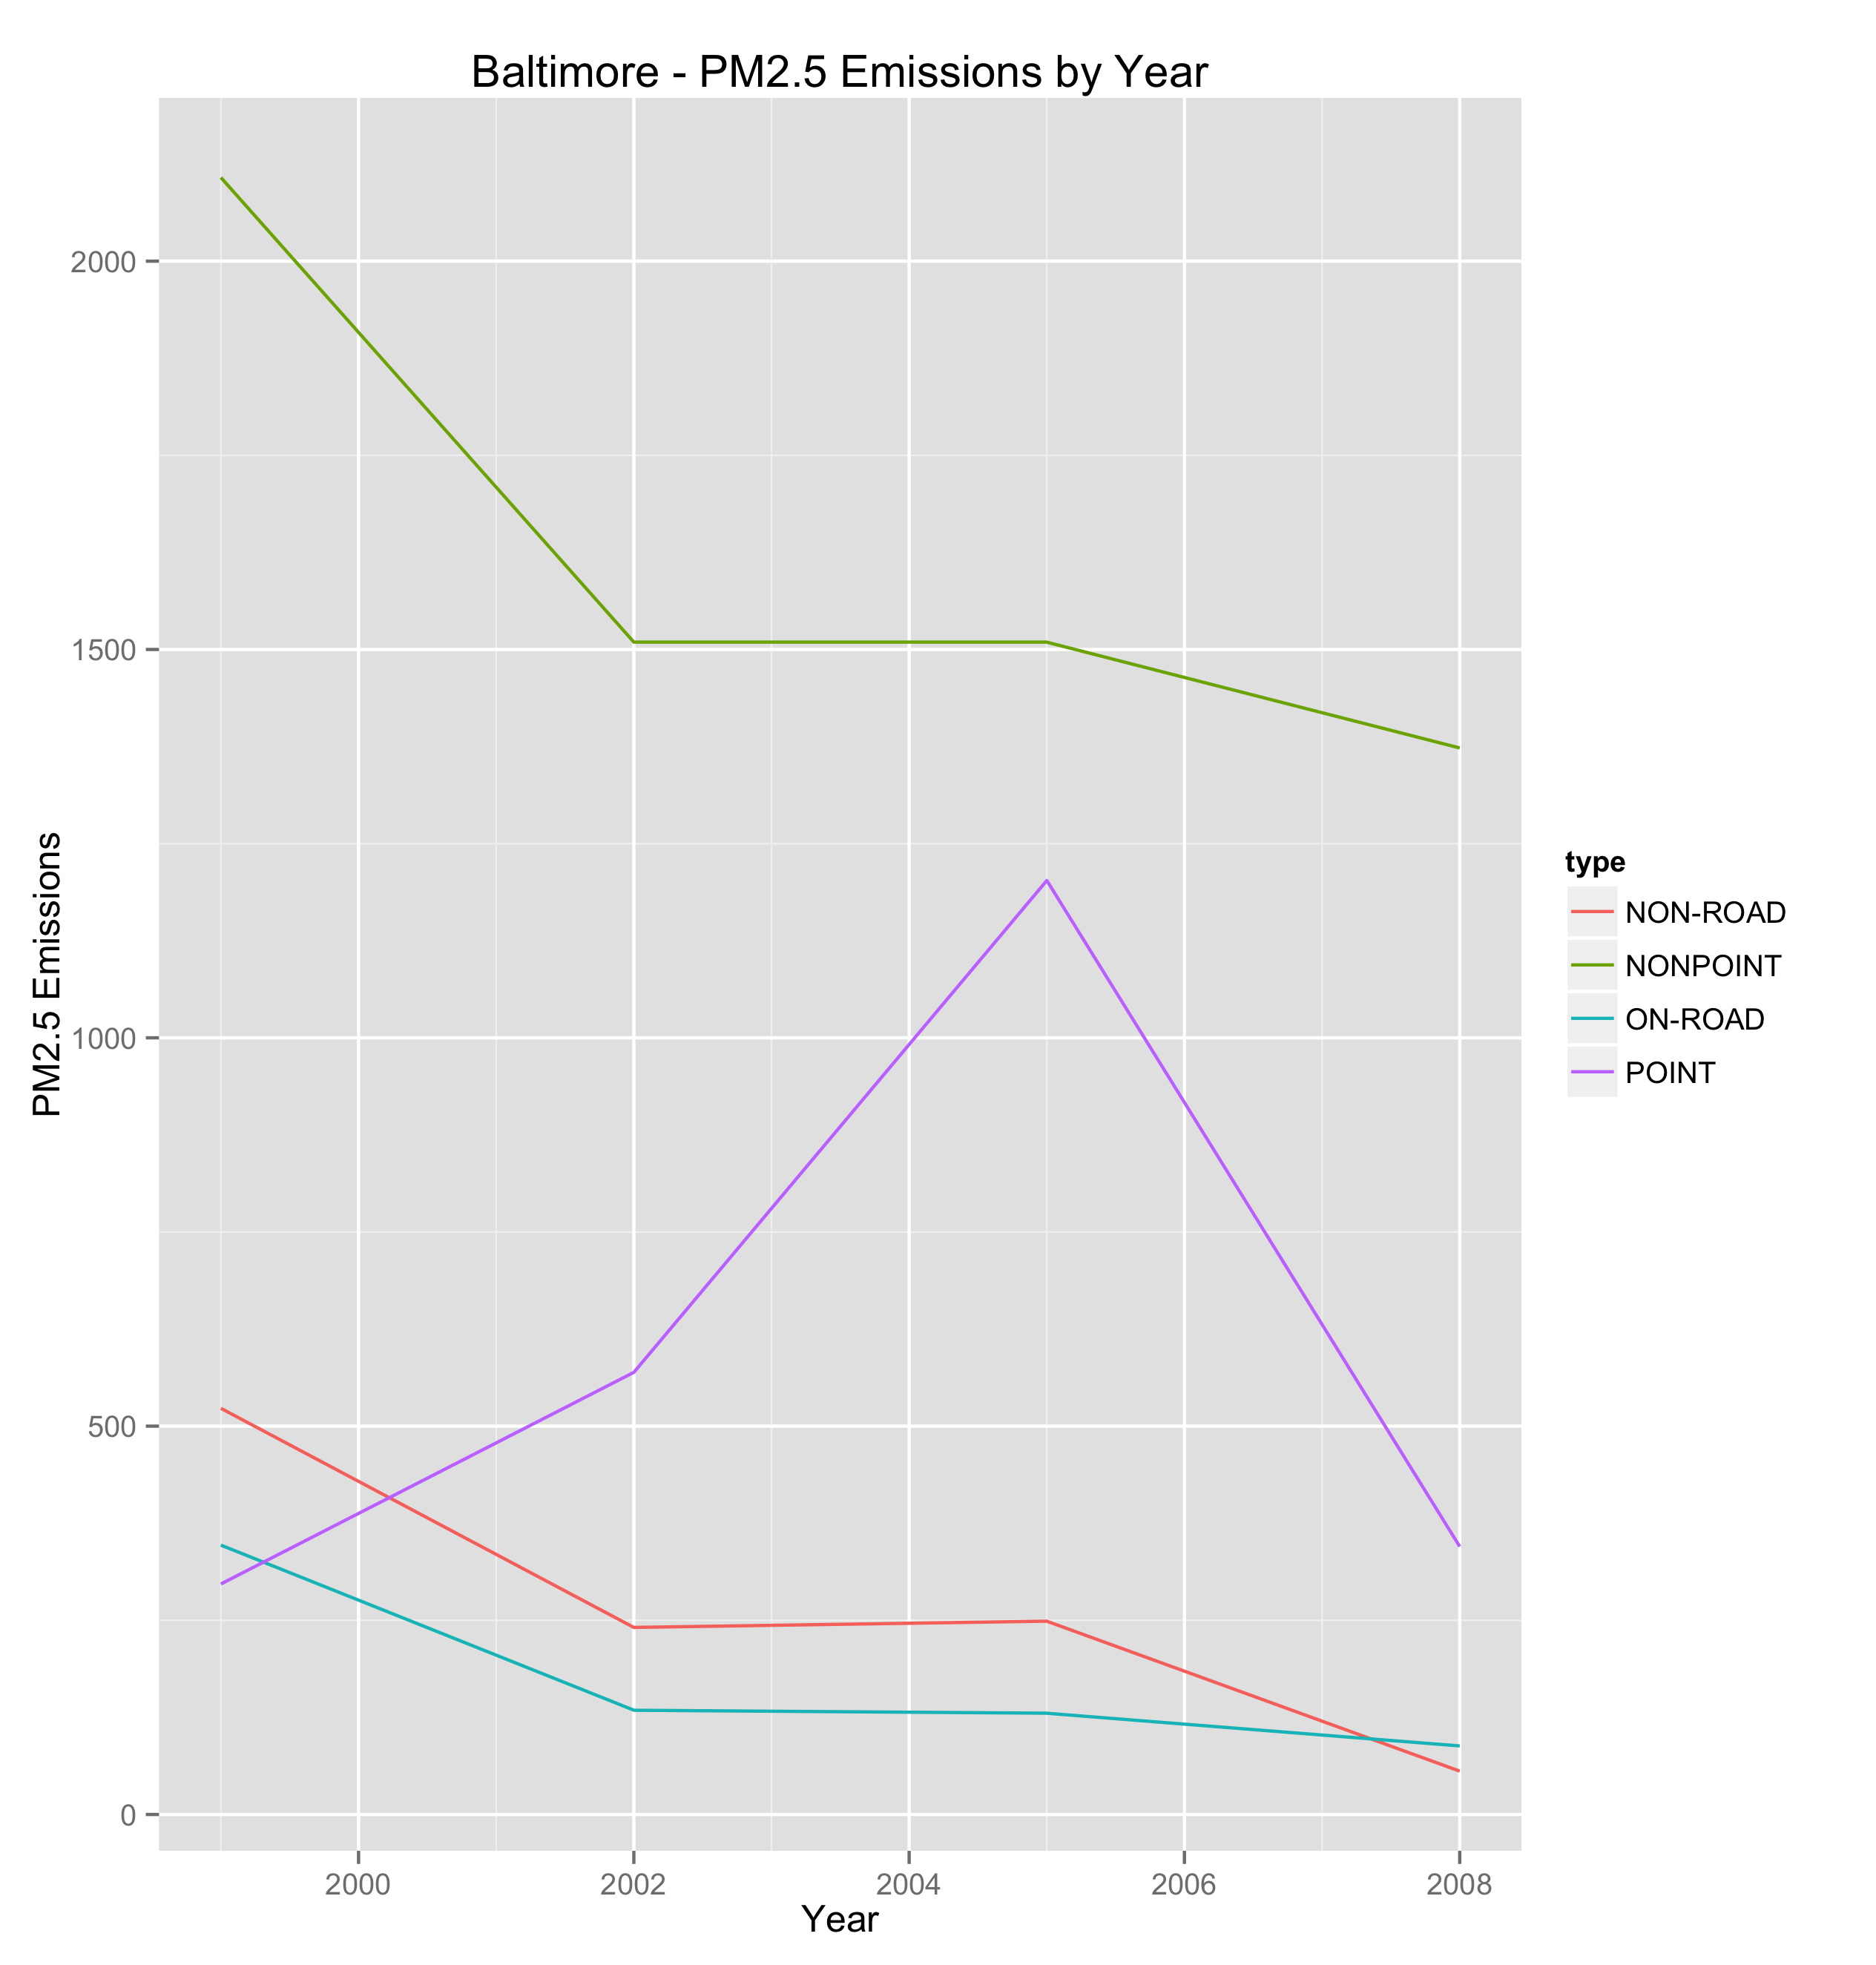 Baltimore - PM2.5 Emissions by Year
PM2.5 Emissions
2000
1500
1000
500
0
2000
2002
2004
2006
2008
Year
type
NON-ROAD
NONPOINT
ON-ROAD
POINT